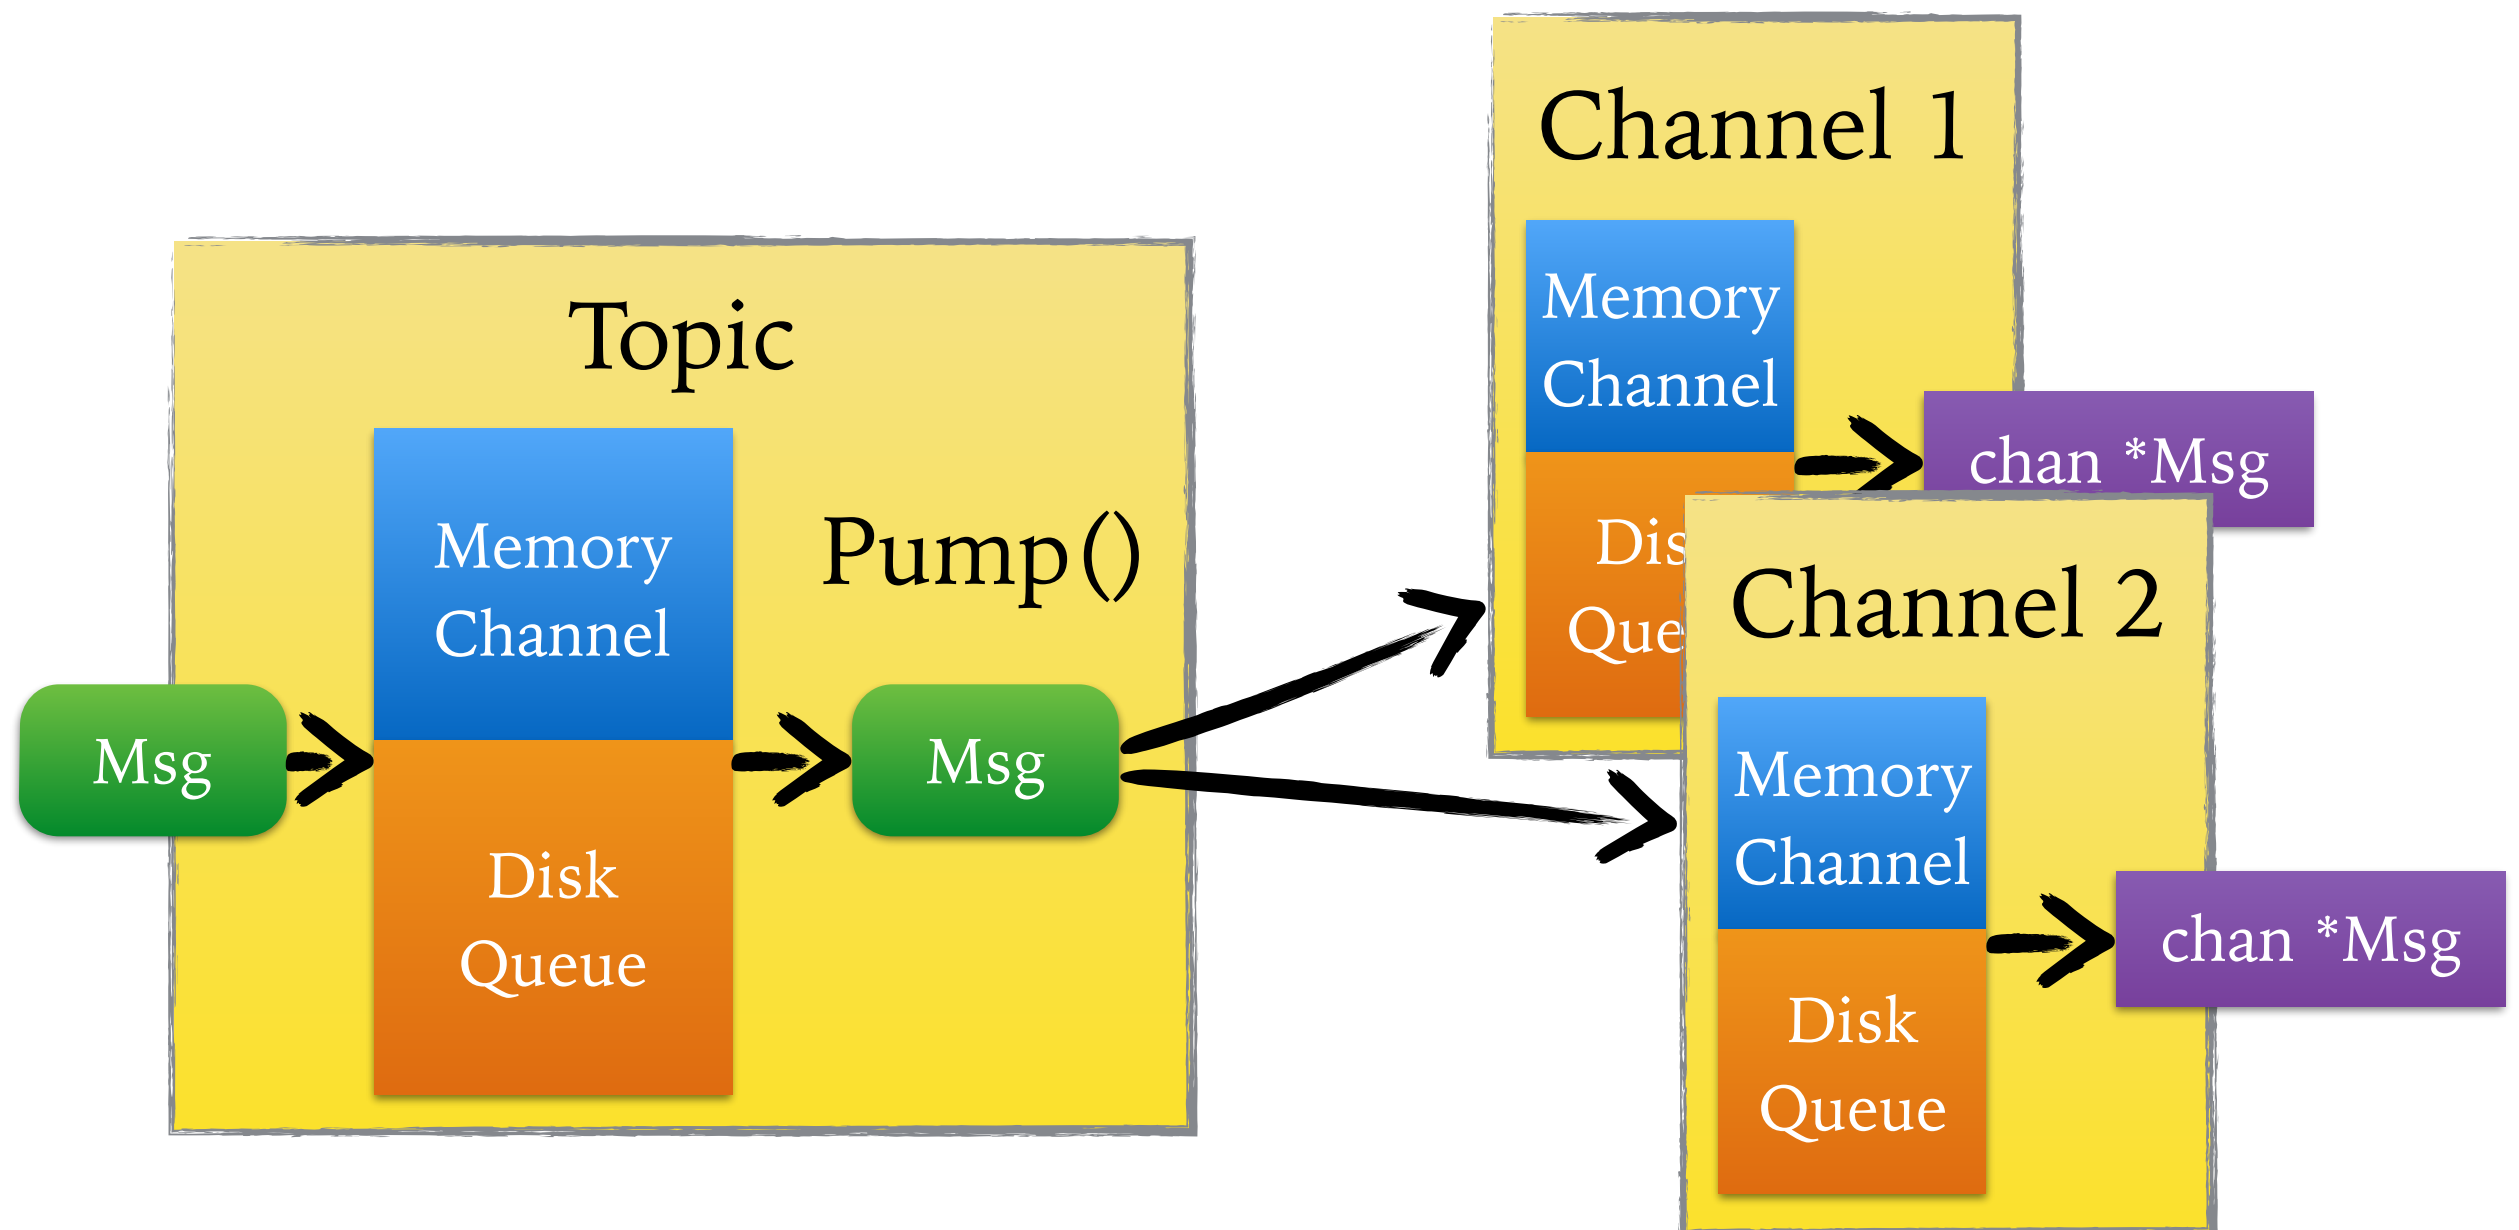 Topic
Memory
Channel
Pump()
Msg
Msg
Disk
Queue
Channel 1
Memory
Channel
chan *Msg
Channel 2
Memory
Channel
chan *Msg
Disk
Queue